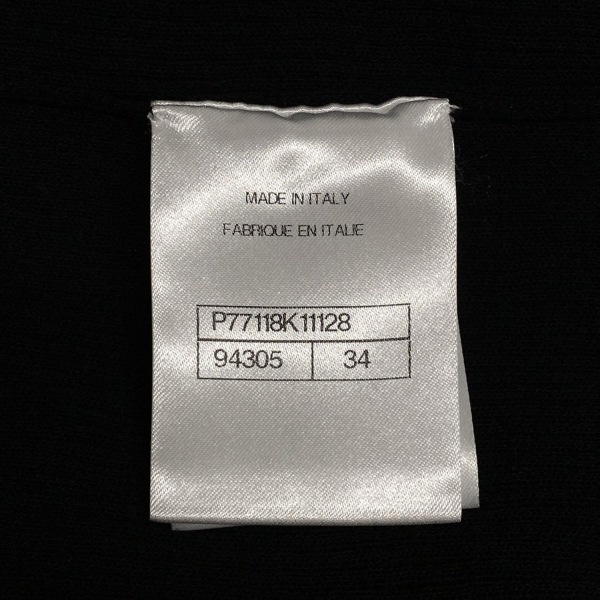 MADE IN ITALY
FABRIQUE EN ITALIE
P77118K11128
94305 34